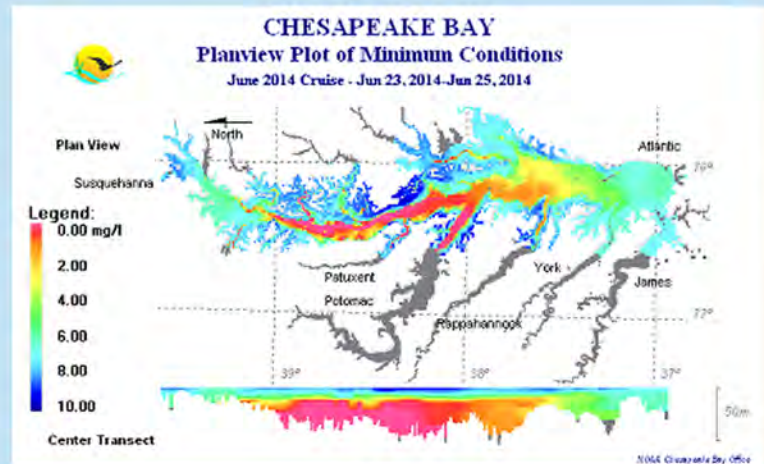 CHESAPEAKE BAY
Planview Plot of Minimum Conditions
June 2014 Cruise - Jun 23, 2014-Jun 25, 2014
North
Plan View
Atlantic
76°
Susquehanna
Legend:
0.00 mg/l
2.00
4.00
6.00
8.00
10.00
Patuxent
York
Potomac
James
Rappahannook
77°
39°
38°
37°
50m
Center Transect
NOAA Chesapeake Bay Office